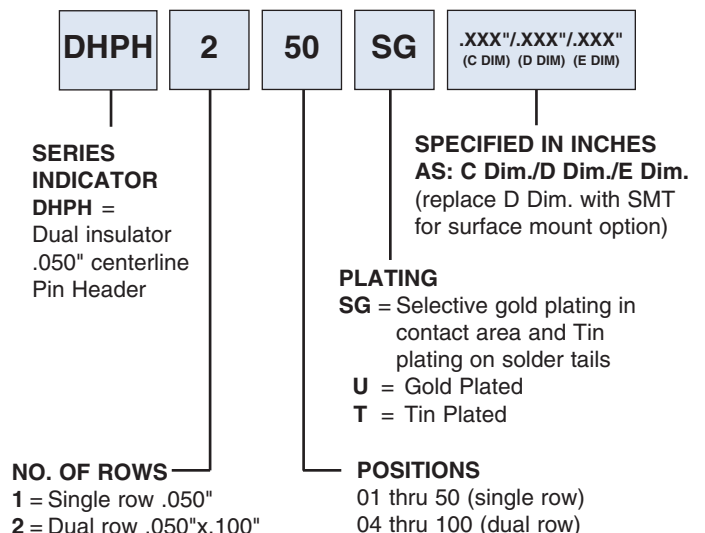 DHPH 2 50 SG .XXX"/.XXX"/.XXX"
(C DIM) (D DIM) (E DIM)
SERIES
INDICATOR
DHPH =
Dual insulator
.050" centerline
Pin Header
SPECIFIED IN INCHES
AS: C Dim./D Dim./E Dim.
(replace D Dim. with SMT
for surface mount option)
PLATING
SG = Selective gold plating in
contact area and Tin
plating on solder tails
U = Gold Plated
T = Tin Plated
NO. OF ROWS
1 = Single row .050"
2 = Dual row .050"x.100"
POSITIONS
01 thru 50 (single row)
04 thru 100 (dual row)